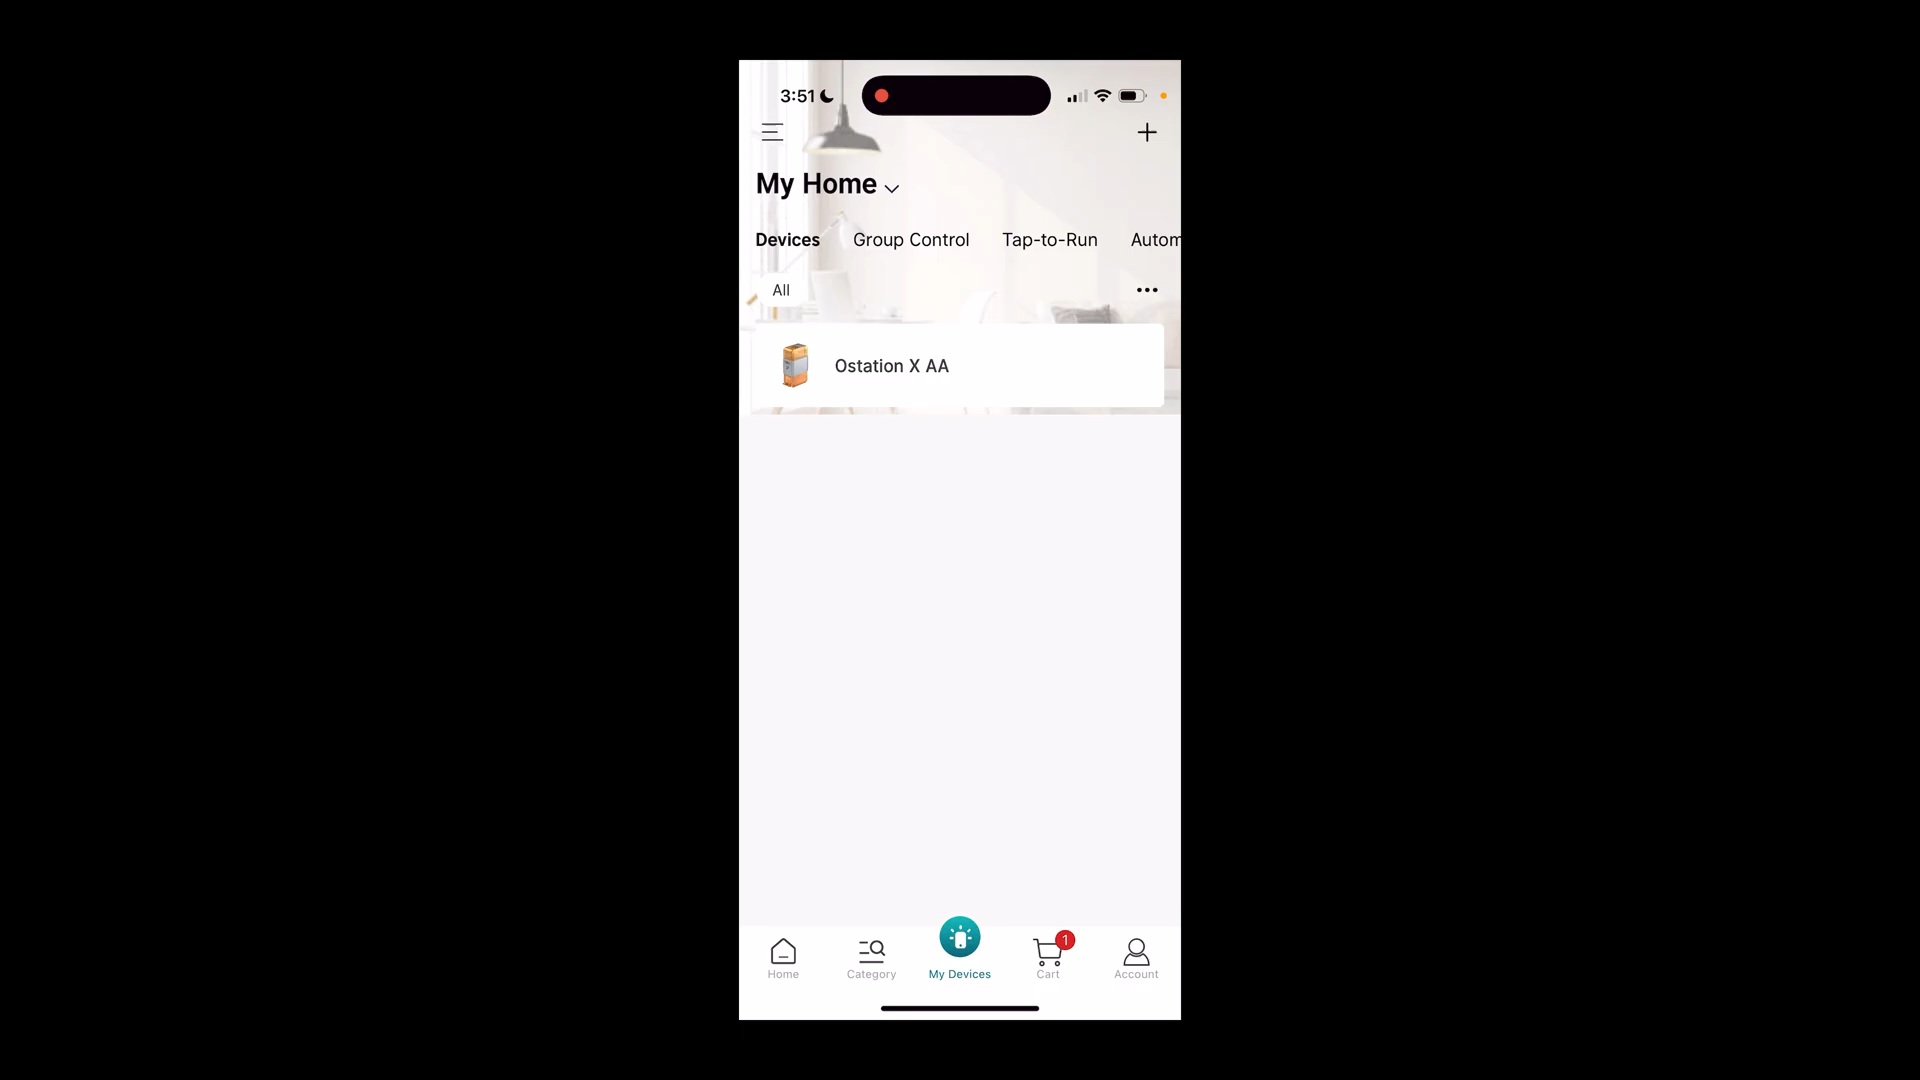 3:51
My Home
Devices Group Control Tap-to-Run Autom
All
Ostation X AA
1
Home Category My Devices Cart Account